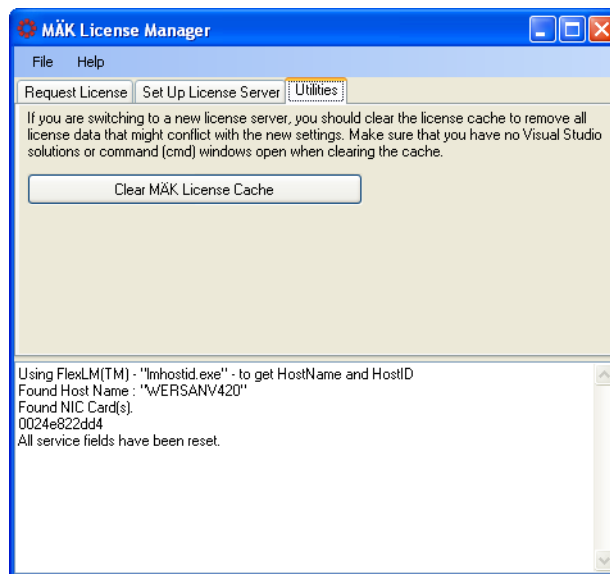 MÄK License Manager
File Help
Request License Set Up License Server Utilities
If you are switching to a new license server, you should clear the license cache to remove all
license data that might conflict with the new settings. Make sure that you have no Visual Studio
solutions or command (cmd) windows open when clearing the cache.
Clear MÄK License Cache
Using FlexLM(TM) - "lmhostid.exe" - to get HostName and HostID
Found Host Name : "WERSANV420"
Found NIC Card(s).
0024e822dd4
All service fields have been reset.